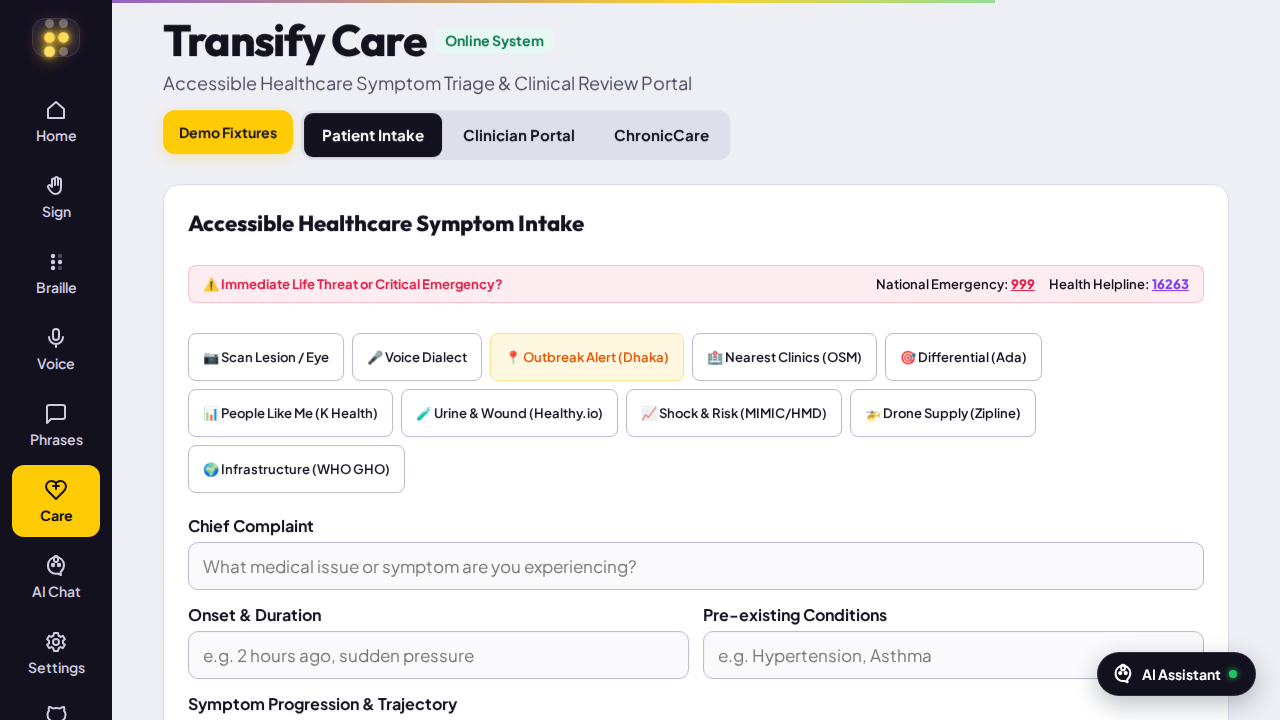 Transify Care
Online System
Accessible Healthcare Symptom Triage & Clinical Review Portal
Demo Fixtures
Patient Intake
Clinician Portal
ChronicCare
Home
Sign
Braille
Voice
Phrases
Care
AI Chat
Settings
Accessible Healthcare Symptom Intake
⚠️ Immediate Life Threat or Critical Emergency?
National Emergency: 999
Health Helpline: 16263
📷 Scan Lesion / Eye
🎤 Voice Dialect
📍 Outbreak Alert (Dhaka)
🏥 Nearest Clinics (OSM)
🎯 Differential (Ada)
📊 People Like Me (K Health)
🧪 Urine & Wound (Healthy.io)
📈 Shock & Risk (MIMIC/HMD)
🚁 Drone Supply (Zipline)
🌍 Infrastructure (WHO GHO)
Chief Complaint
What medical issue or symptom are you experiencing?
Onset & Duration
e.g. 2 hours ago, sudden pressure
Pre-existing Conditions
e.g. Hypertension, Asthma
Symptom Progression & Trajectory
AI Assistant